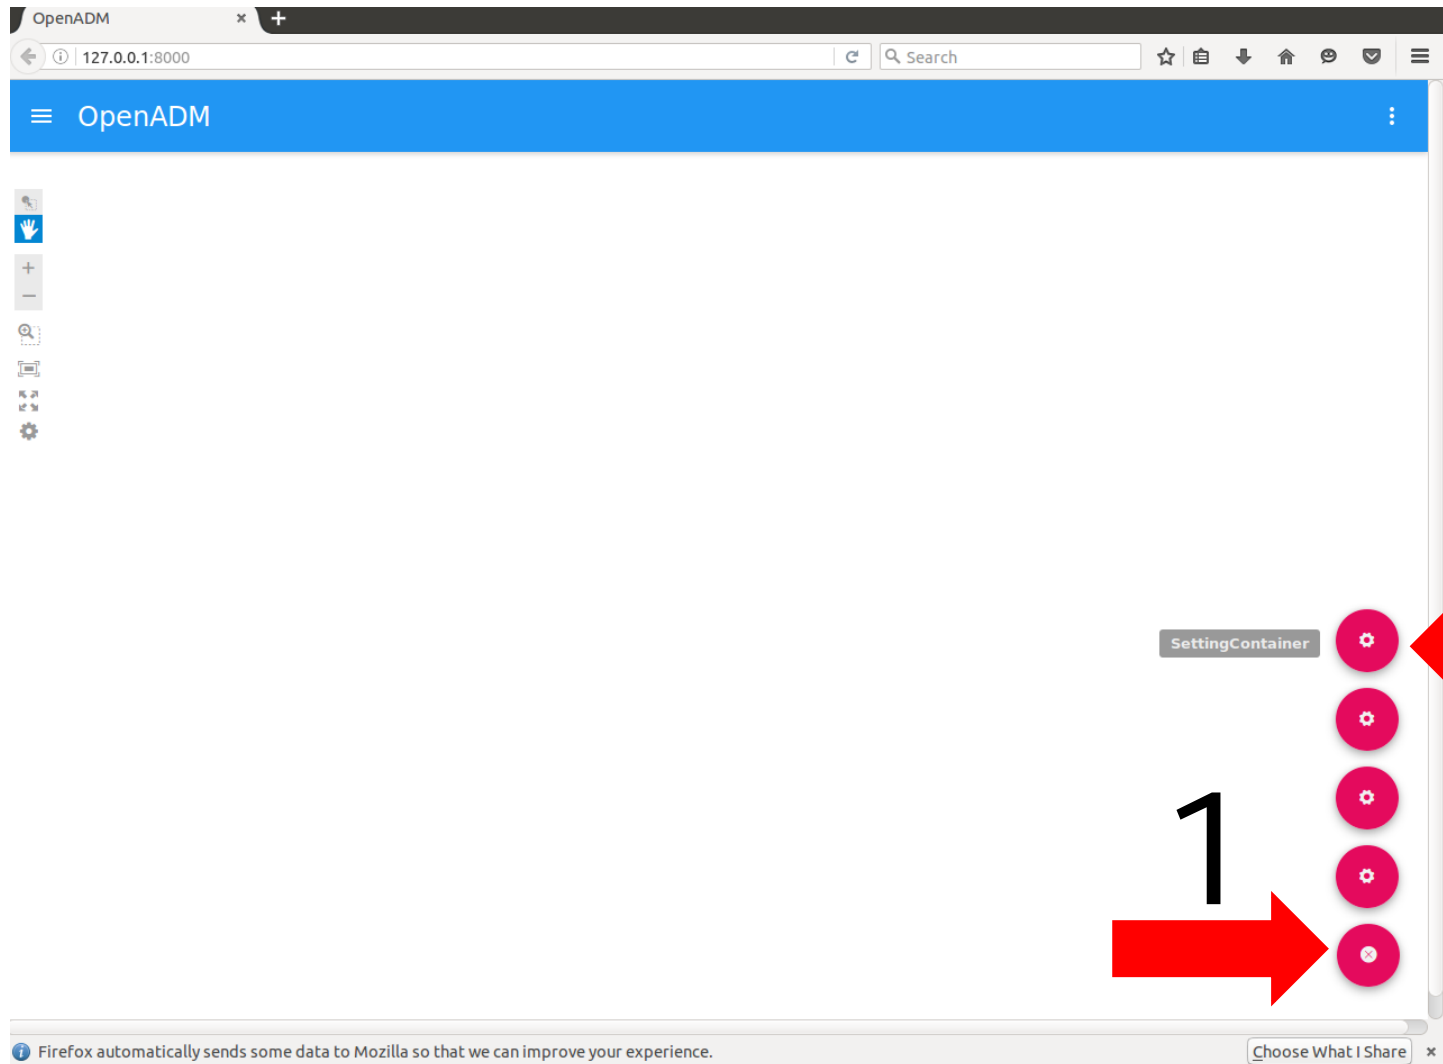 OpenADM
127.0.0.1:8000
Search
OpenADM
SettingContainer
1
Firefox automatically sends some data to Mozilla so that we can improve your experience.
Choose What I Share